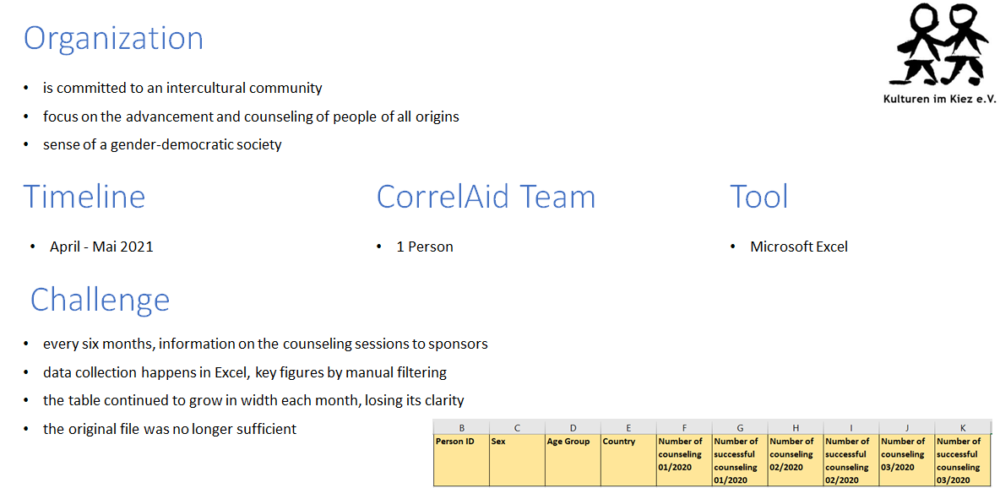 Organization
• is committed to an intercultural community
• focus on the advancement and counseling of people of all origins
• sense of a gender-democratic society
Kulturen im Kiez e.V.
Timeline
• April - Mai 2021
CorrelAid Team
• 1 Person
Tool
• Microsoft Excel
Challenge
• every six months, information on the counseling sessions to sponsors
• data collection happens in Excel, key figures by manual filtering
• the table continued to grow in width each month, losing its clarity
• the original file was no longer sufficient
B C D E F G H I J K
Person ID
Sex
Age Group
Country
Number of
counseling
01/2020
Number of
successful
counseling
01/2020
Number of
counseling
02/2020
Number of
successful
counseling
02/2020
Number of
counseling
03/2020
Number of
successful
counseling
03/2020